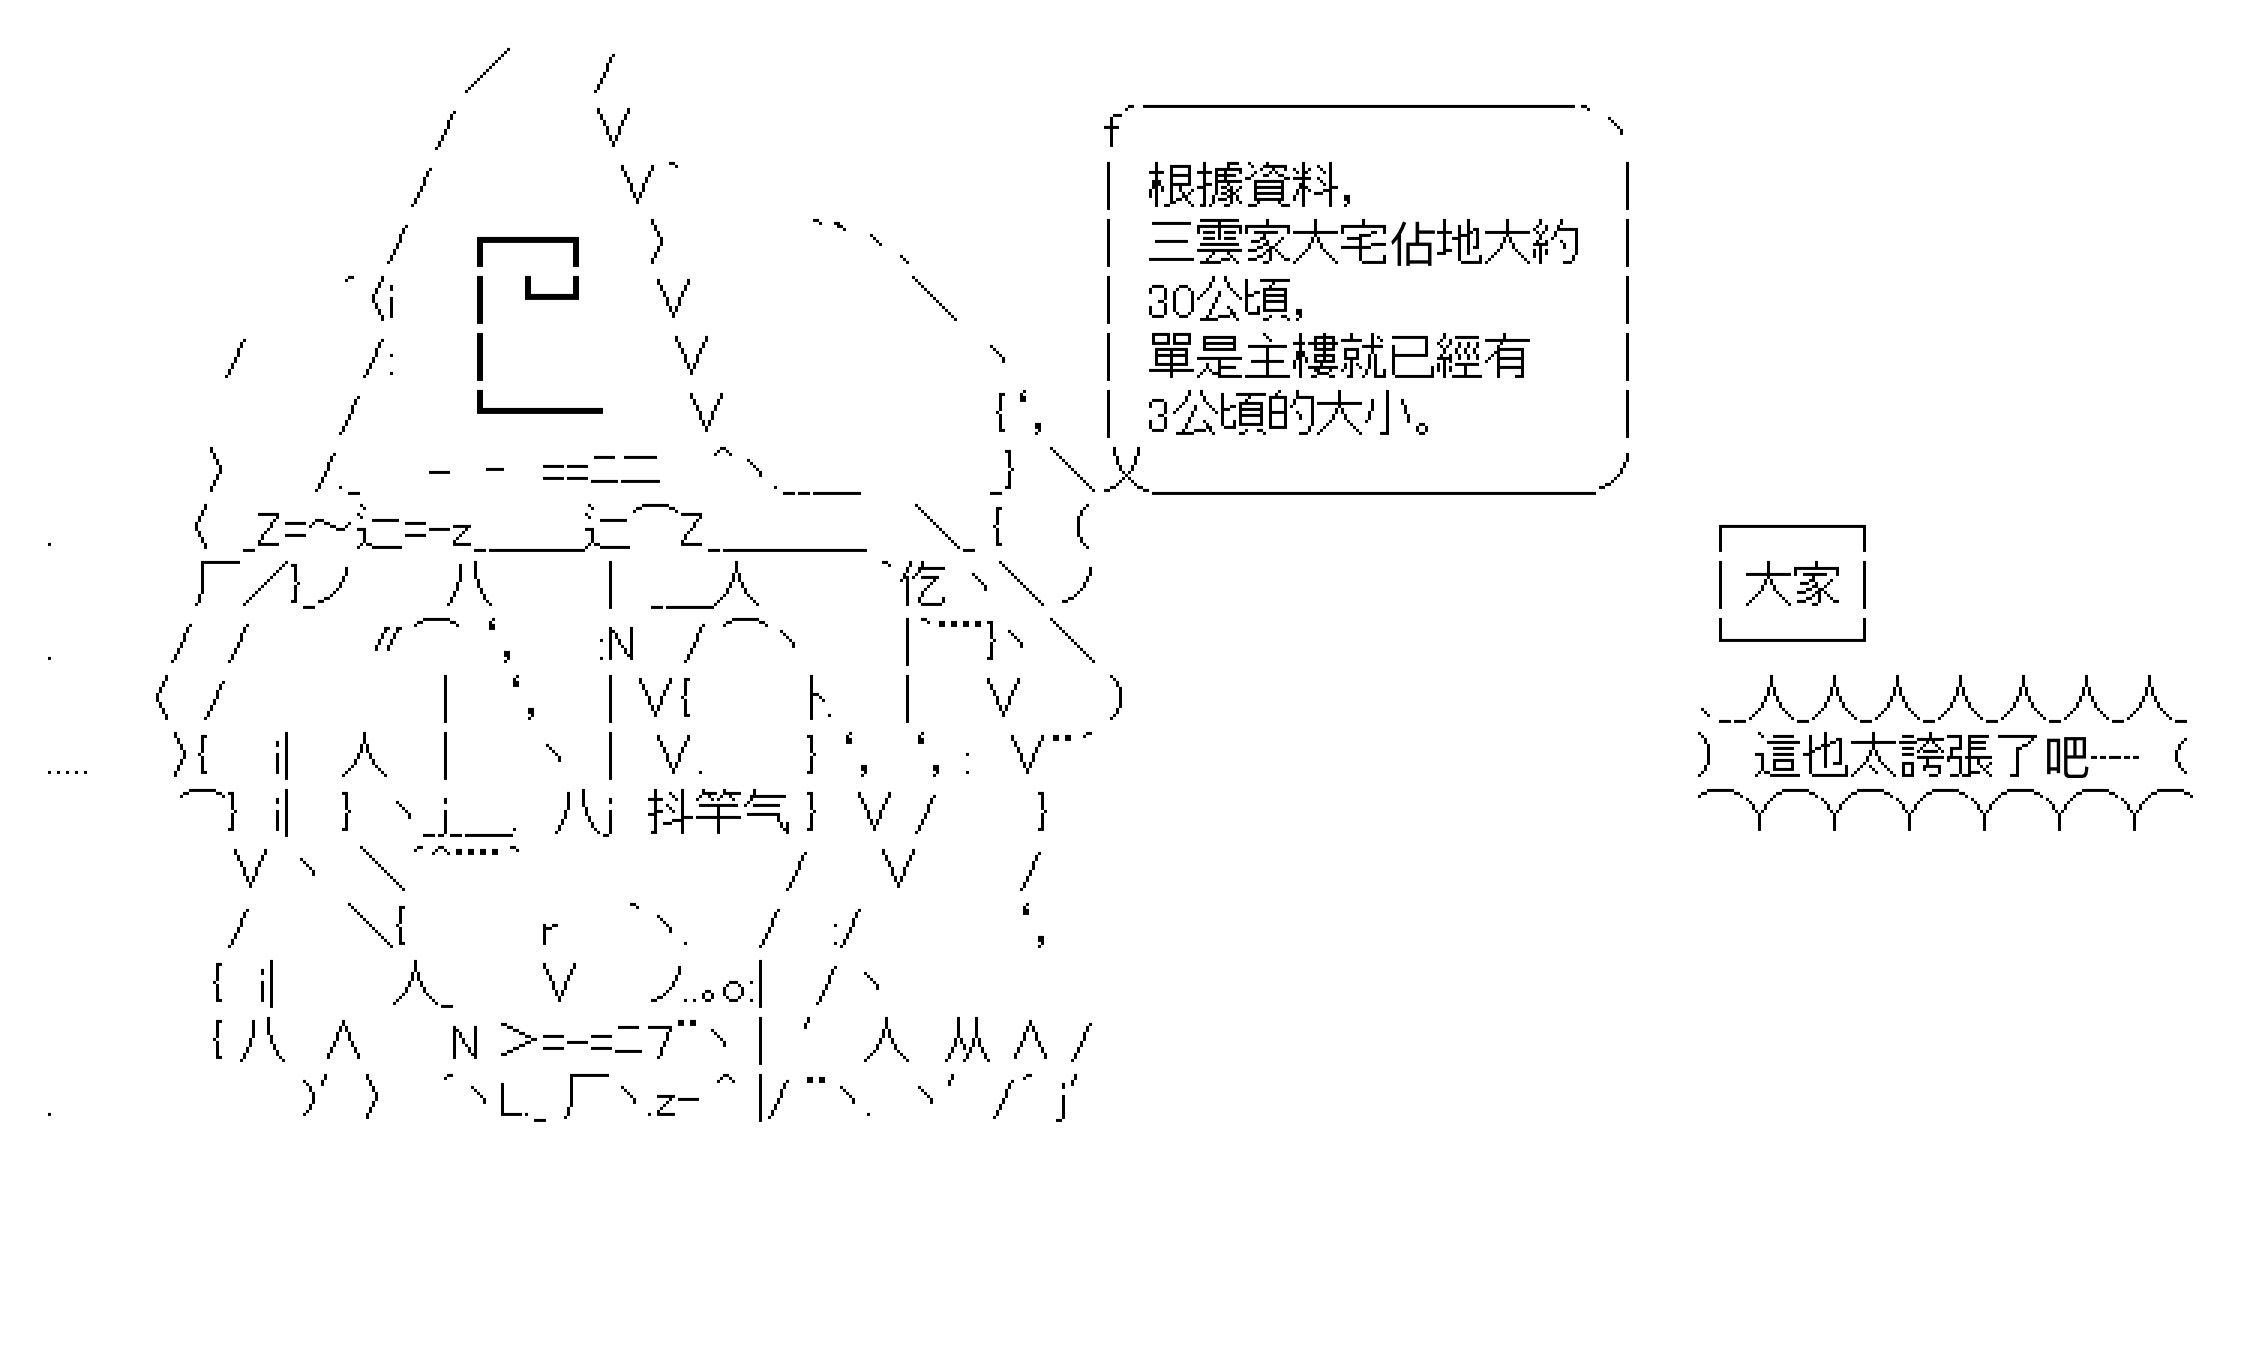 根據資料，
三雲家大宅佔地大約
30公頃，
單是主樓就已經有
3公頃的大小。
大家
這也太誇張了吧……